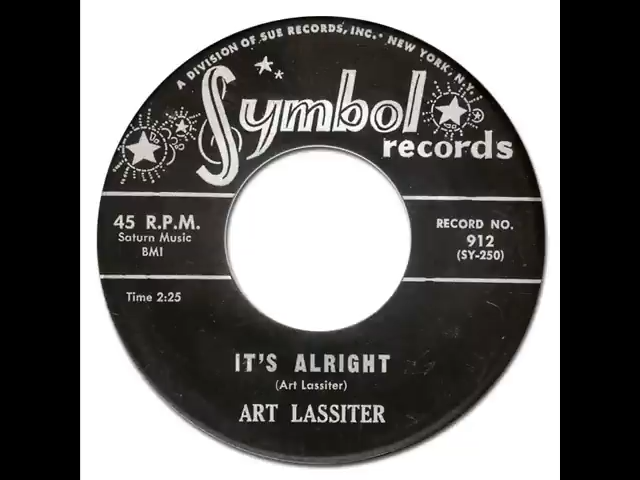 A DIVISION OF SUE RECORDS, INC. • NEW YORK, N.Y.
Symbol
records
45 R.P.M.
Saturn Music
BMI
RECORD NO.
912
(SY-250)
Time 2:25
IT'S ALRIGHT
(Art Lassiter)
ART LASSITER